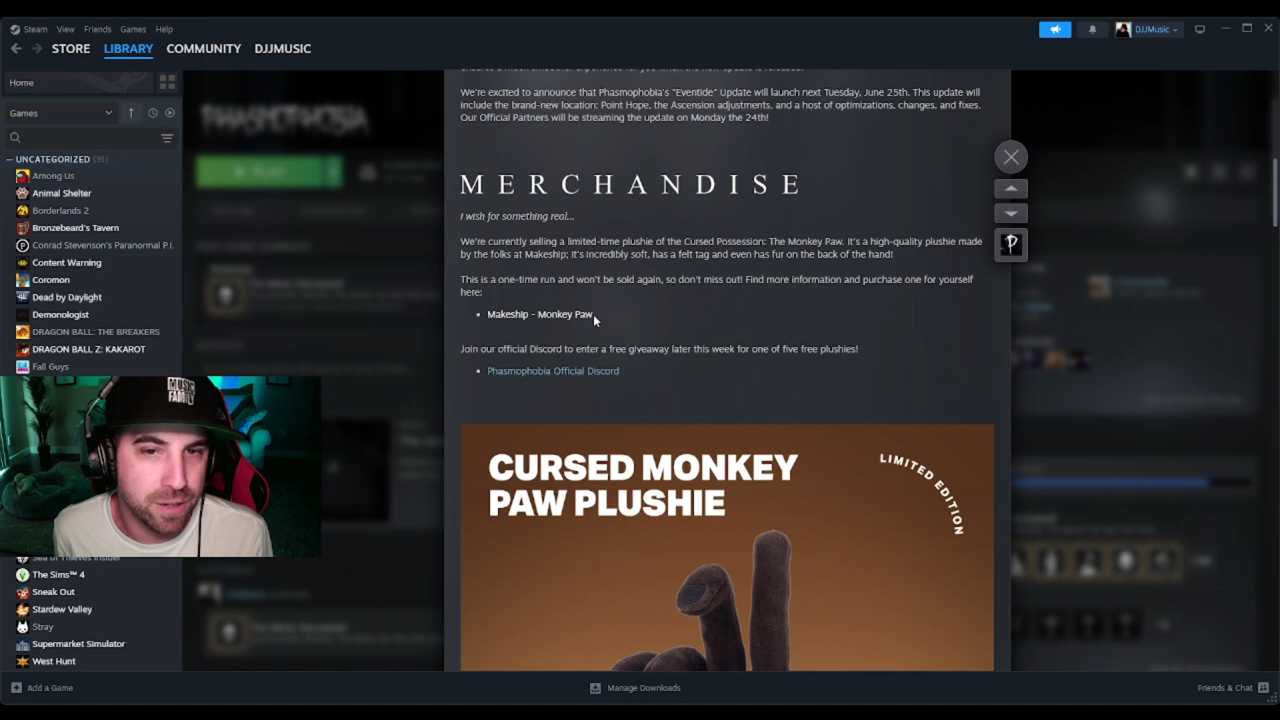 Steam View Friends Games Help
DJJMusic
STORE LIBRARY COMMUNITY DJJMUSIC
Home
Games
UNCATEGORIZED (31)
Among Us
Animal Shelter
Borderlands 2
Bronzebeard's Tavern
Conrad Stevenson's Paranormal P.I.
Content Warning
Coromon
Dead by Daylight
Demonologist
DRAGON BALL: THE BREAKERS
DRAGON BALL Z: KAKAROT
Fall Guys
MUSIC
FAMILY
Sea of Thieves Insider
The Sims™ 4
Sneak Out
Stardew Valley
Stray
Supermarket Simulator
West Hunt
PHASMOPHOBIA
PLAY
We're excited to announce that Phasmophobia's "Eventide" Update will launch next Tuesday, June 25th. This update
will include the brand-new location: Point Hope, the Ascension adjustments, and a host of optimizations, changes, and fixes.
Our Official Partners will be streaming the update on Monday the 24th!
MERCHANDISE
I wish for something real...
We're currently selling a limited-time plushie of the Cursed Possession: The Monkey Paw. It's a high-quality plushie made
by the folks at Makeship; it's incredibly soft, has a felt tag and even has fur on the back of the hand!
This is a one-time run and won't be sold again, so don't miss out! Find more information and purchase one for yourself
here:
• Makeship - Monkey Paw
Join our official Discord to enter a free giveaway later this week for one of five free plushies!
• Phasmophobia Official Discord
CURSED MONKEY
PAW PLUSHIE
LIMITED EDITION
Add a Game
Manage Downloads
Friends & Chat